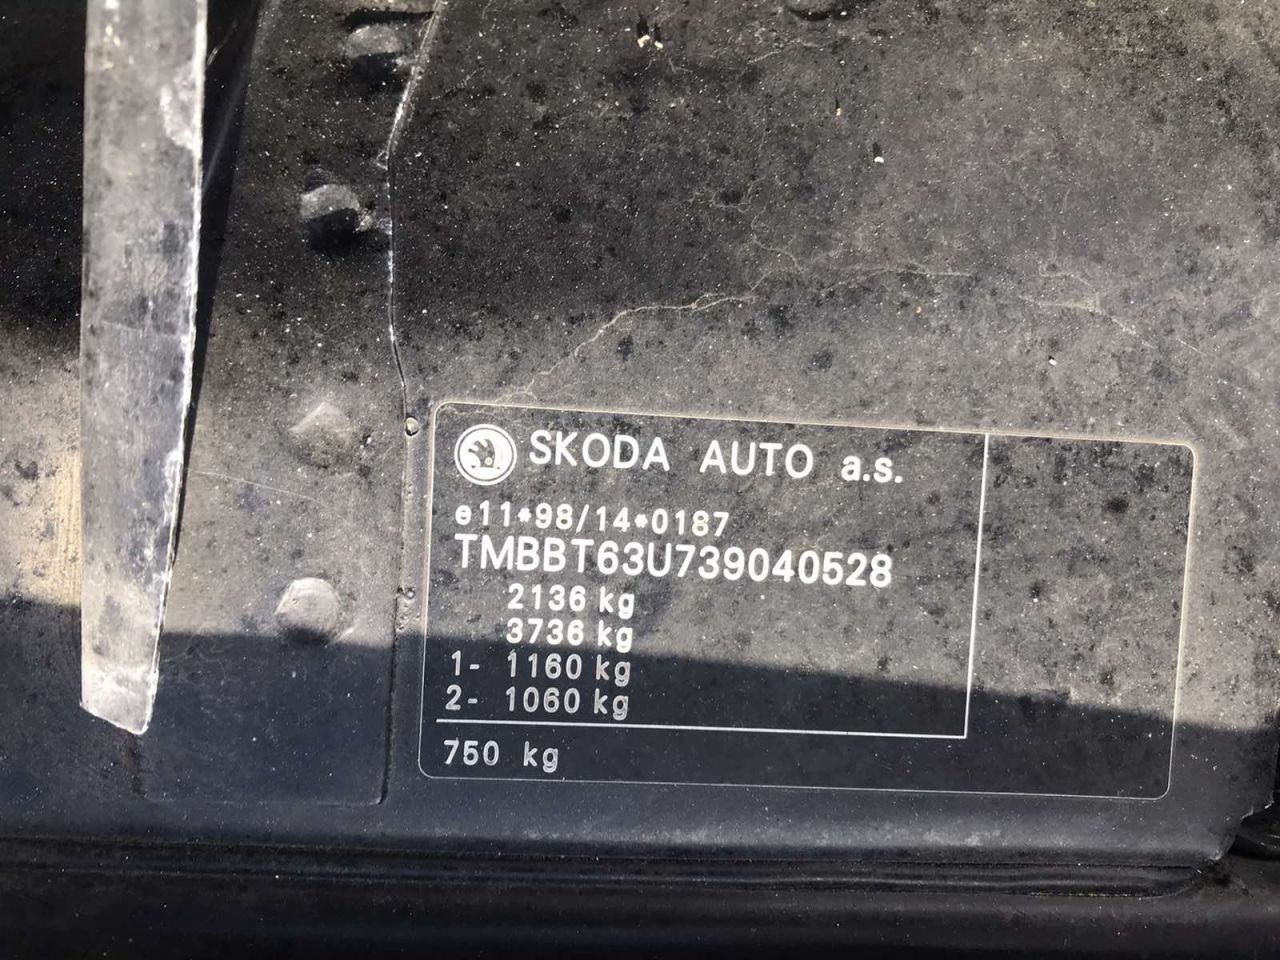 SKODA AUTO a.s.
e11*98/14*0187
TMBBT63U739040528
2136 kg
3736 kg
1- 1160 kg
2- 1060 kg
750 kg